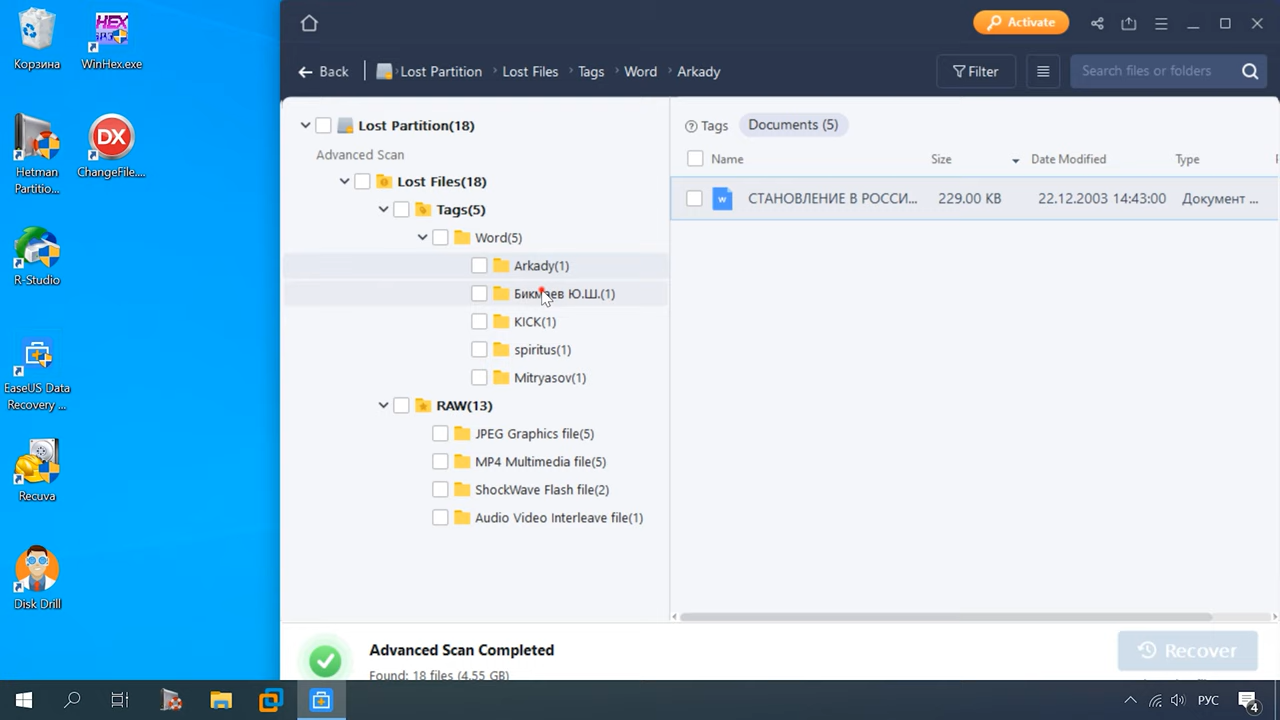 Корзина
WinHex.exe
Hetman
Partitio...
ChangeFile....
R-Studio
EaseUS Data
Recovery ...
Recuva
Disk Drill
Activate
Back
Lost Partition
Lost Files
Tags
Word
Arkady
Filter
Search files or folders
Lost Partition(18)
Advanced Scan
Lost Files(18)
Tags(5)
Word(5)
Arkady(1)
Бикмаев Ю.Ш.(1)
KICK(1)
spiritus(1)
Mitryasov(1)
RAW(13)
JPEG Graphics file(5)
MP4 Multimedia file(5)
ShockWave Flash file(2)
Audio Video Interleave file(1)
Tags
Documents (5)
Name
Size
Date Modified
Type
СТАНОВЛЕНИЕ В РОССИ...
229.00 KB
22.12.2003 14:43:00
Документ ...
Advanced Scan Completed
Found: 18 files (4.55 GB)
Recover
РУС
4